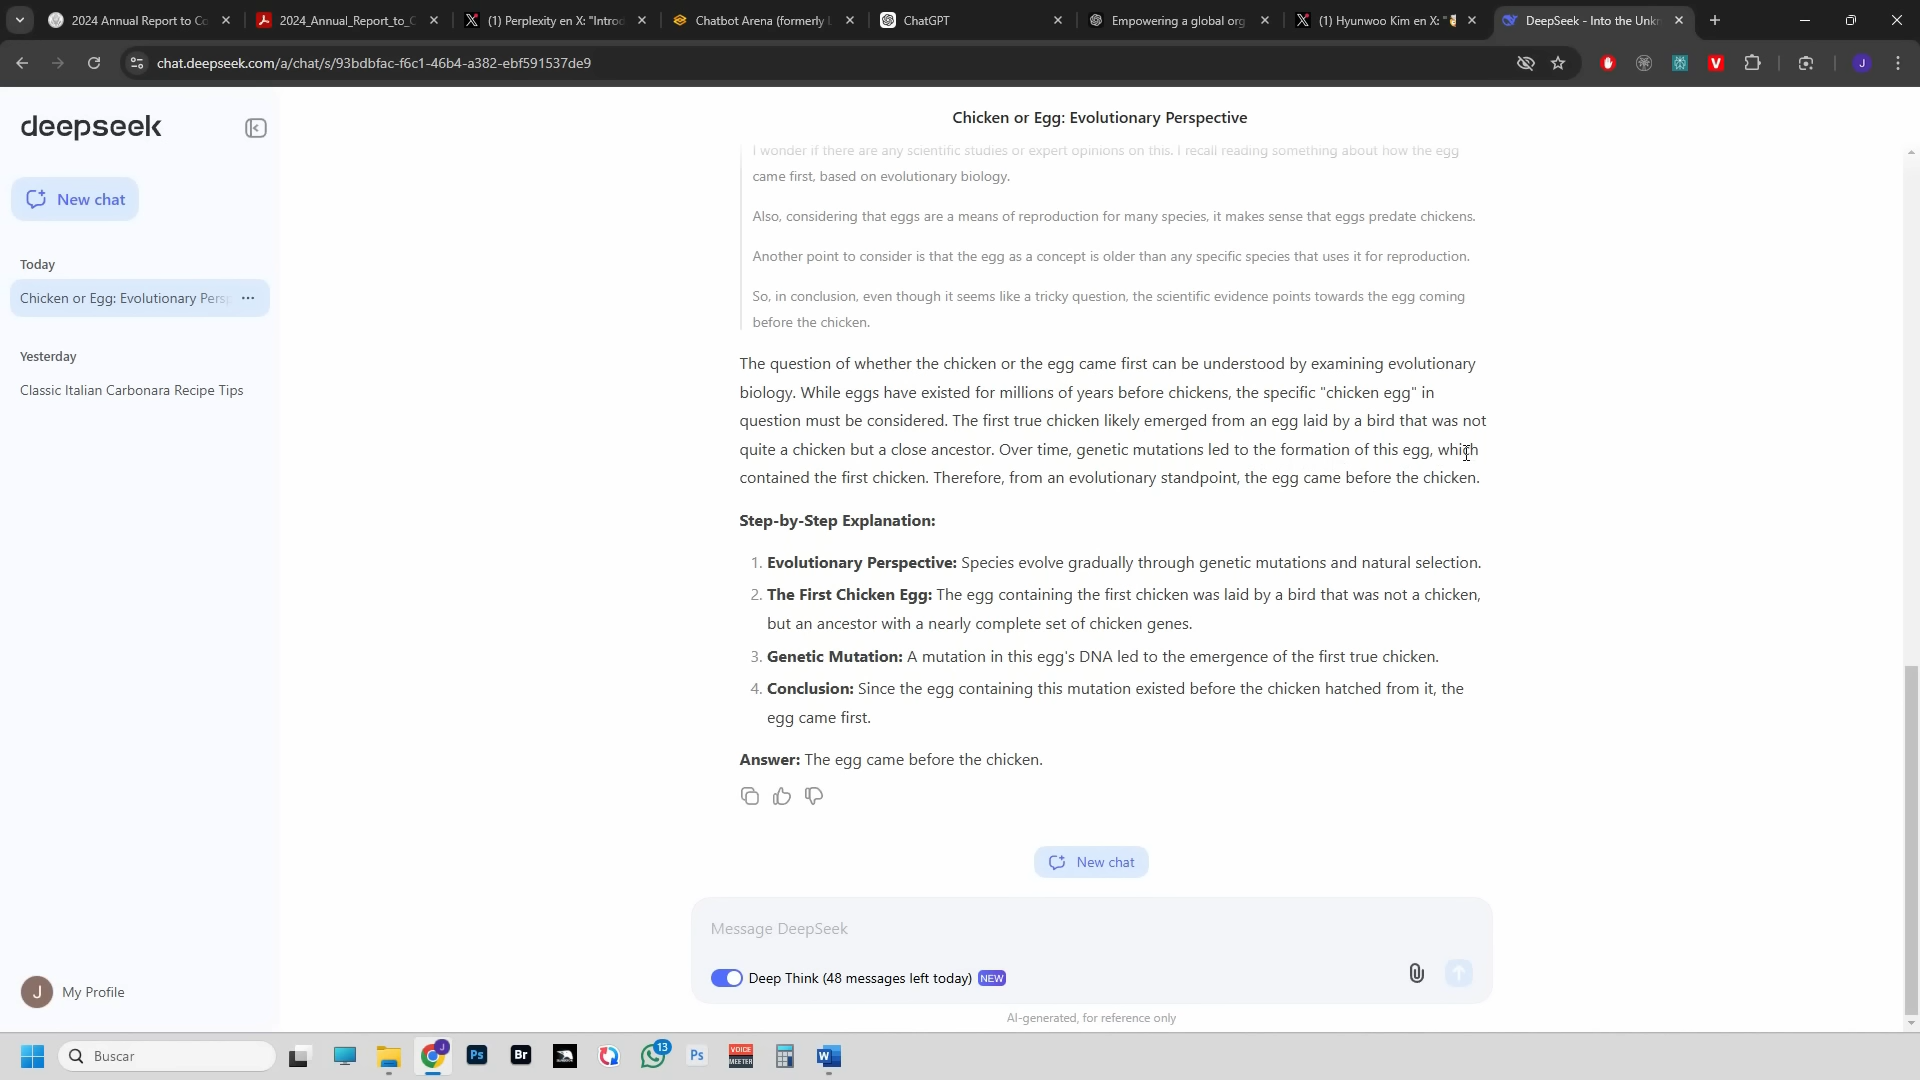 2024 Annual Report to Co
2024_Annual_Report_to_C
(1) Perplexity en X: "Introd
Chatbot Arena (formerly L
ChatGPT
Empowering a global org
(1) Hyunwoo Kim en X: "
DeepSeek - Into the Unkn
chat.deepseek.com/a/chat/s/93bdbfac-f6c1-46b4-a382-ebf591537de9
V
J
deepseek
New chat
Today
Chicken or Egg: Evolutionary Persp
Yesterday
Classic Italian Carbonara Recipe Tips
J
My Profile
Chicken or Egg: Evolutionary Perspective
I wonder if there are any scientific studies or expert opinions on this. I recall reading something about how the egg
came first, based on evolutionary biology.
Also, considering that eggs are a means of reproduction for many species, it makes sense that eggs predate chickens.
Another point to consider is that the egg as a concept is older than any specific species that uses it for reproduction.
So, in conclusion, even though it seems like a tricky question, the scientific evidence points towards the egg coming
before the chicken.
The question of whether the chicken or the egg came first can be understood by examining evolutionary
biology. While eggs have existed for millions of years before chickens, the specific "chicken egg" in
question must be considered. The first true chicken likely emerged from an egg laid by a bird that was not
quite a chicken but a close ancestor. Over time, genetic mutations led to the formation of this egg, which
contained the first chicken. Therefore, from an evolutionary standpoint, the egg came before the chicken.
Step-by-Step Explanation:
1. Evolutionary Perspective: Species evolve gradually through genetic mutations and natural selection.
2. The First Chicken Egg: The egg containing the first chicken was laid by a bird that was not a chicken,
but an ancestor with a nearly complete set of chicken genes.
3. Genetic Mutation: A mutation in this egg's DNA led to the emergence of the first true chicken.
4. Conclusion: Since the egg containing this mutation existed before the chicken hatched from it, the
egg came first.
Answer: The egg came before the chicken.
New chat
Message DeepSeek
Deep Think (48 messages left today) NEW
AI-generated, for reference only
Buscar
J
Ps
Br
13
Ps
VOICE
MEETER
W